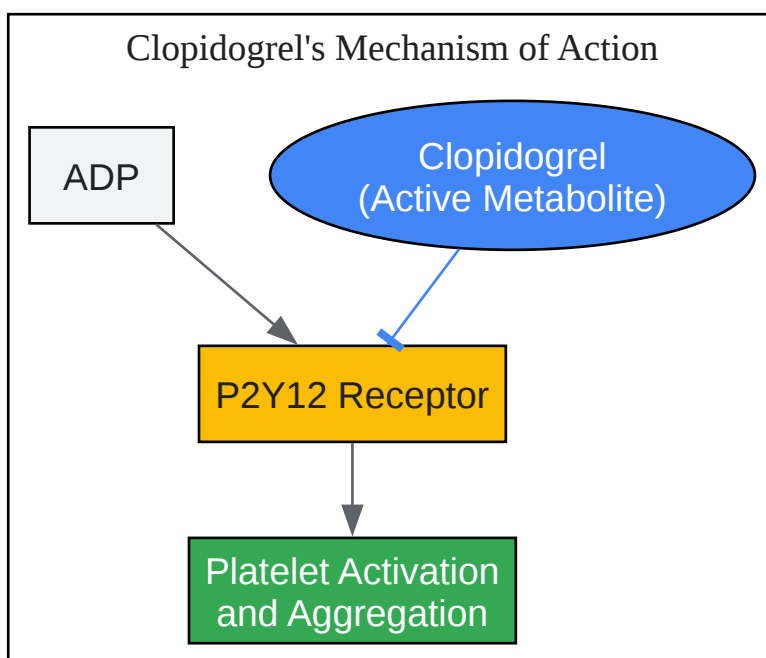 Clopidogrel's Mechanism of Action
ADP
Clopidogrel
(Active Metabolite)
P2Y12 Receptor
Platelet Activation
and Aggregation